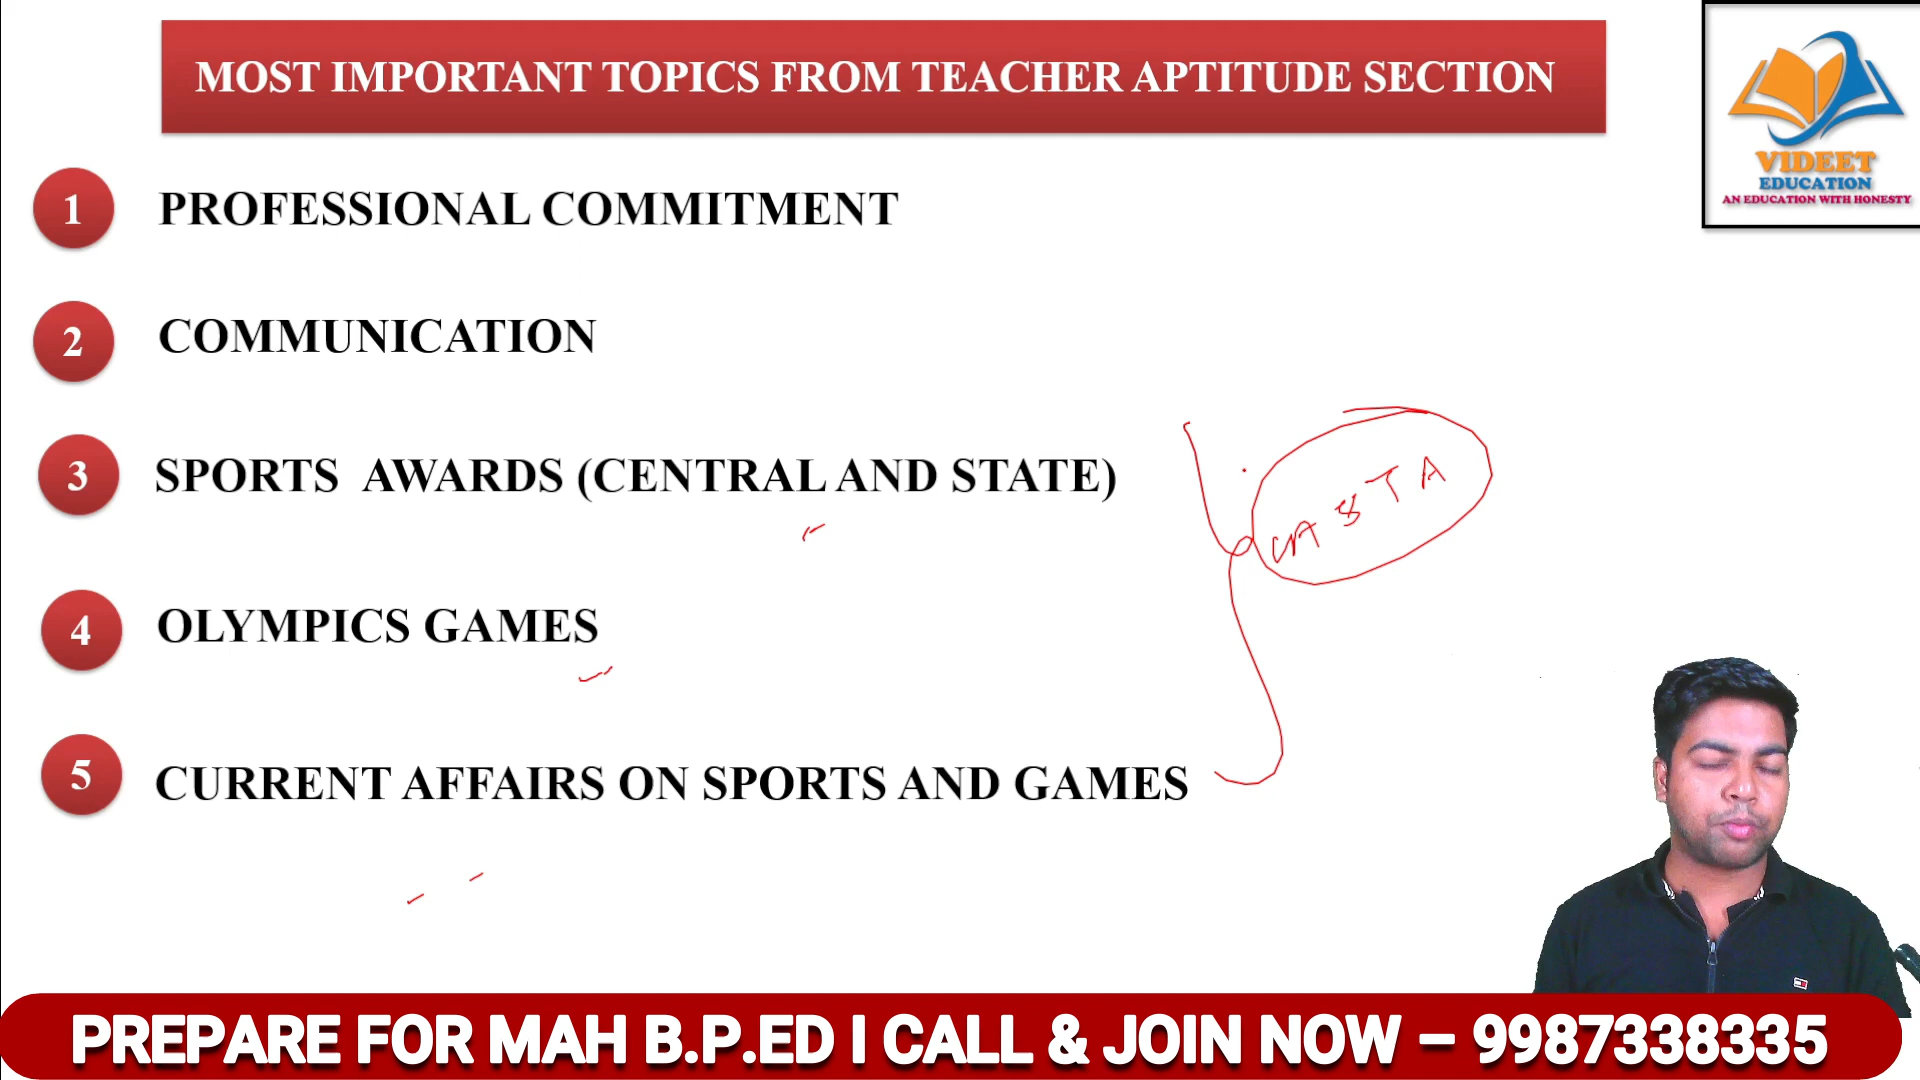 MOST IMPORTANT TOPICS FROM TEACHER APTITUDE SECTION
VIDEET
EDUCATION
AN EDUCATION WITH HONESTY
1 PROFESSIONAL COMMITMENT
2 COMMUNICATION
3 SPORTS AWARDS (CENTRAL AND STATE)
4 OLYMPICS GAMES
5 CURRENT AFFAIRS ON SPORTS AND GAMES
PREPARE FOR MAH B.P.ED I CALL & JOIN NOW – 9987338335